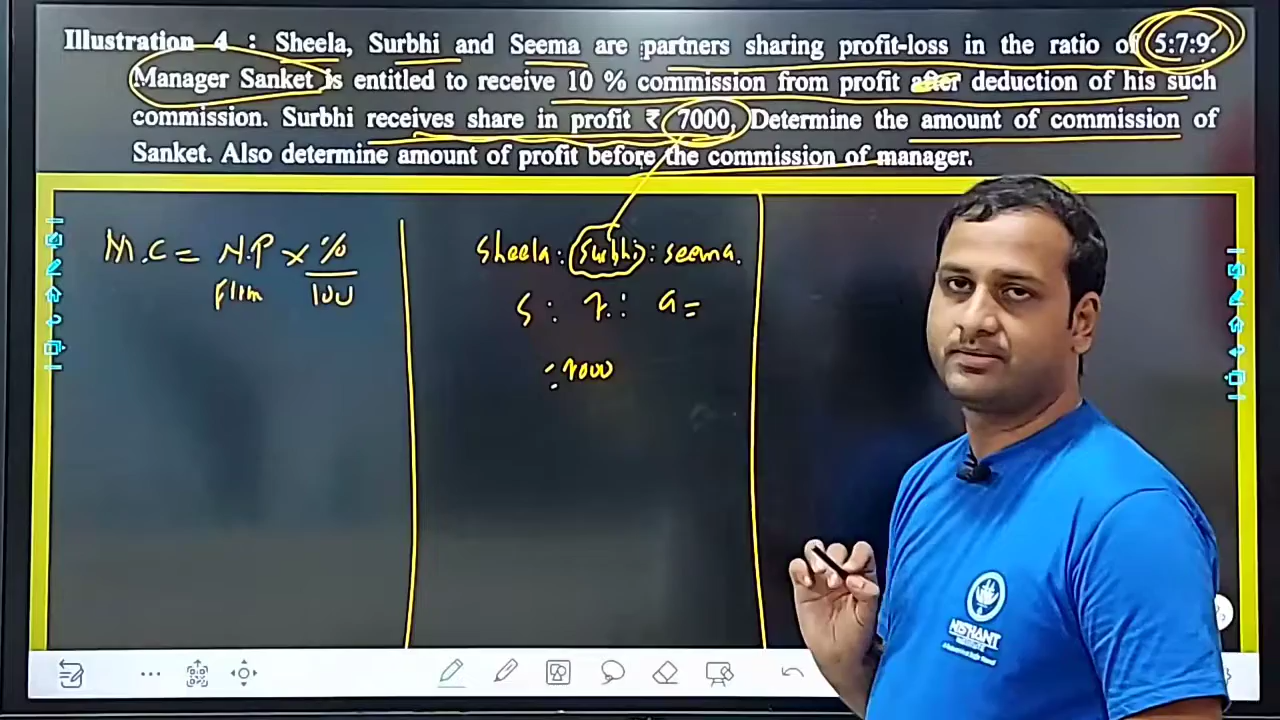 Illustration 4 : Sheela, Surbhi and Seema are partners sharing profit-loss in the ratio of 5:7:9.
Manager Sanket is entitled to receive 10 % commission from profit after deduction of his such
commission. Surbhi receives share in profit ₹ 7000, Determine the amount of commission of
Sanket. Also determine amount of profit before the commission of manager.
M.C = N.P × %
100
Sheela : Surbhi : Seema.
5 : 7 : 9 =
: 7000
NISHANT